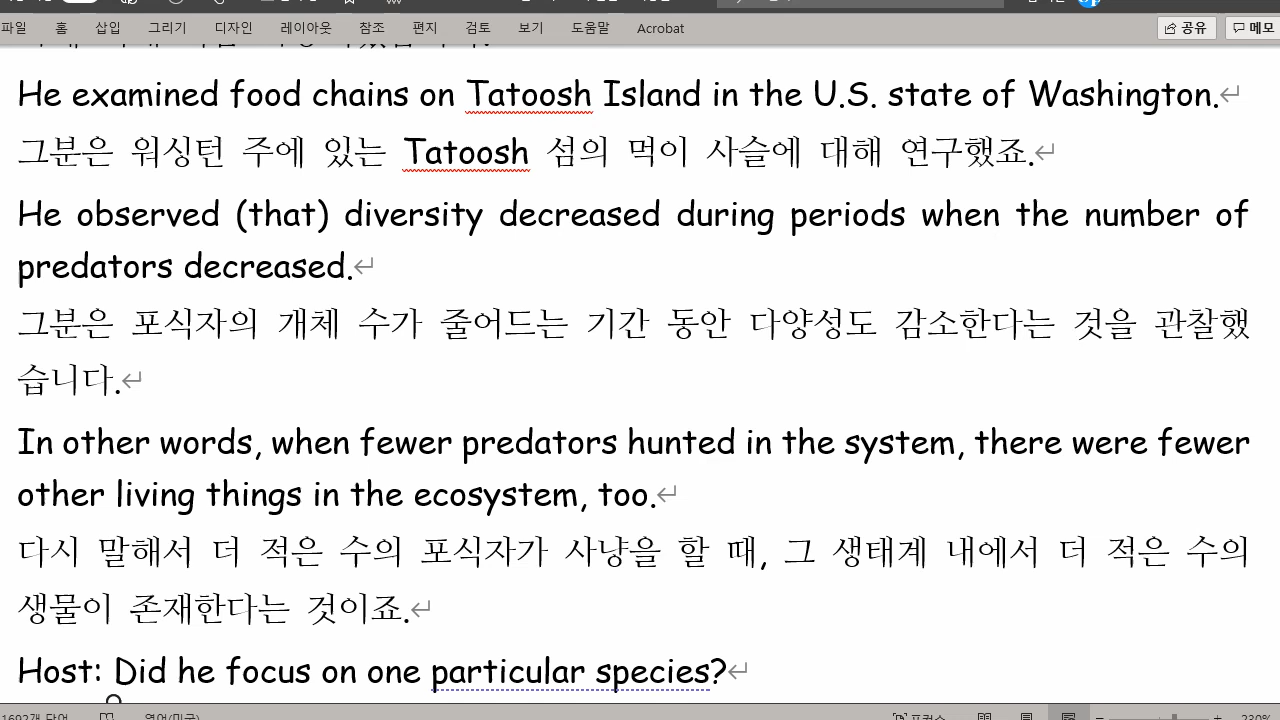 파일 홈 삽입 그리기 디자인 레이아웃 참조 편지 검토 보기 도움말 Acrobat 공유 메모
He examined food chains on Tatoosh Island in the U.S. state of Washington.
그분은 워싱턴 주에 있는 Tatoosh 섬의 먹이 사슬에 대해 연구했죠.
He observed (that) diversity decreased during periods when the number of
predators decreased.
그분은 포식자의 개체 수가 줄어드는 기간 동안 다양성도 감소한다는 것을 관찰했
습니다.
In other words, when fewer predators hunted in the system, there were fewer
other living things in the ecosystem, too.
다시 말해서 더 적은 수의 포식자가 사냥을 할 때, 그 생태계 내에서 더 적은 수의
생물이 존재한다는 것이죠.
Host: Did he focus on one particular species?